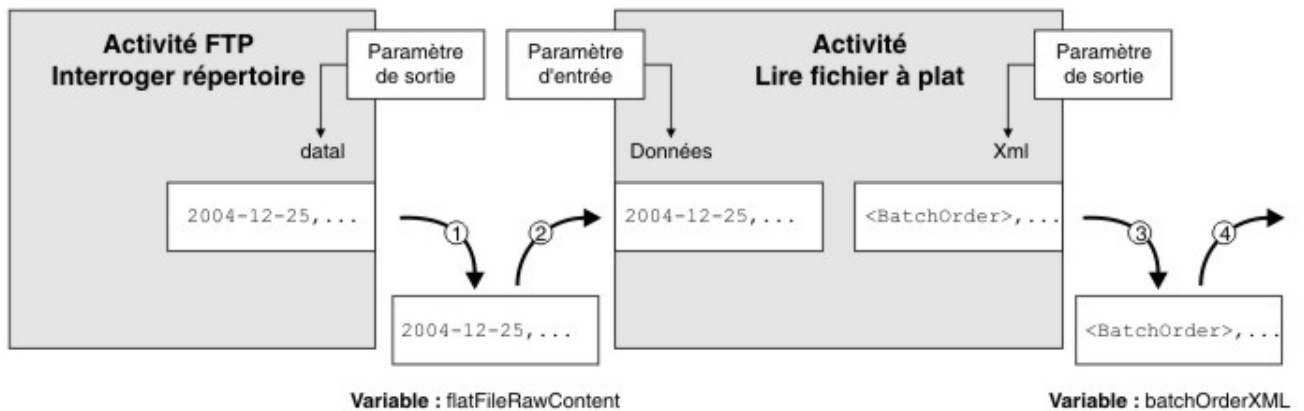 Activité FTP
Interroger répertoire
Paramètre
de sortie
Paramètre
d'entrée
Activité
Lire fichier à plat
Paramètre
de sortie
datal
Données
Xml
2004-12-25,...
2004-12-25,...
<BatchOrder>,...
1
2
3
4
2004-12-25,...
<BatchOrder>,...
Variable : flatFileRawContent
Variable : batchOrderXML